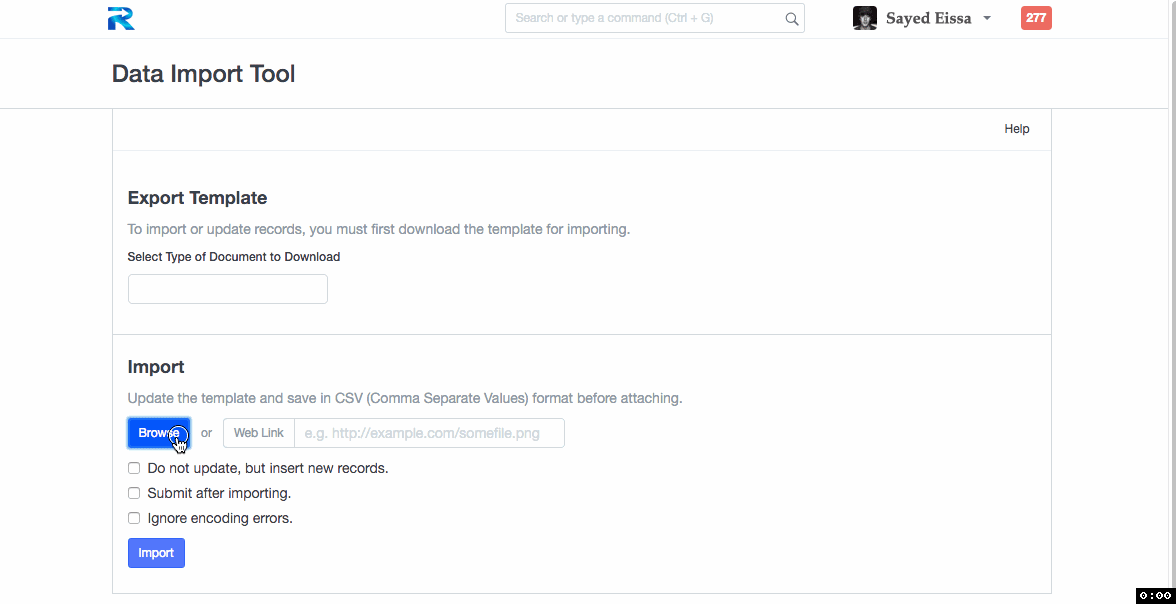 R
Search or type a command (Ctrl + G)
Sayed Eissa
277
Data Import Tool
Help
Export Template
To import or update records, you must first download the template for importing.
Select Type of Document to Download
Import
Update the template and save in CSV (Comma Separate Values) format before attaching.
Browse or Web Link e.g. http://example.com/somefile.png
Do not update, but insert new records.
Submit after importing.
Ignore encoding errors.
Import
0:00